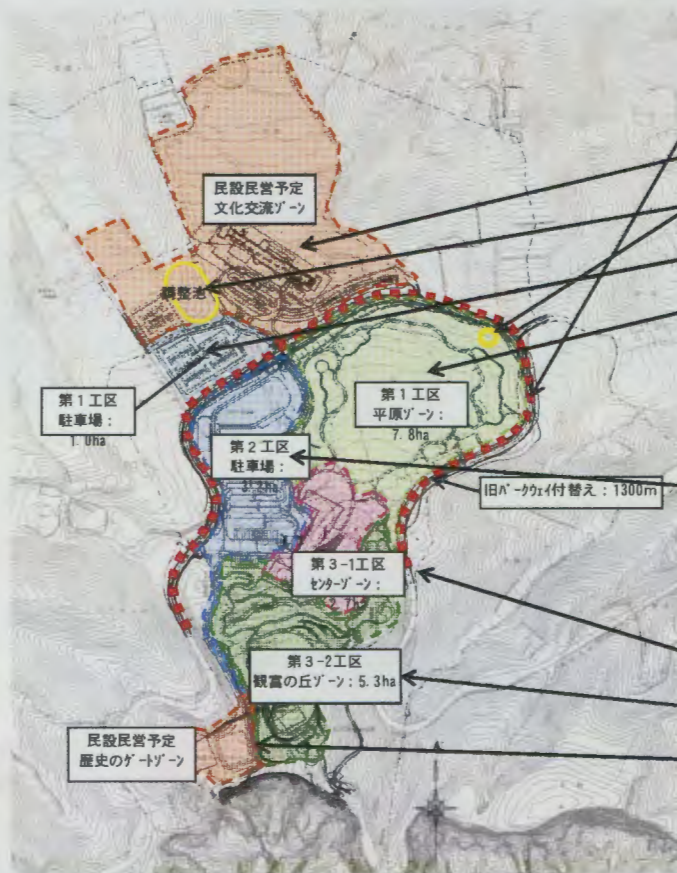 民設民営予定
文化交流ゾーン
調整池
第1工区
駐車場：
1.0ha
第1工区
平原ゾーン：
7.8ha
第2工区
駐車場：
3.2ha
旧パークウェイ付替え：1300m
第3-1工区
センターゾーン：
2.7ha
第3-2工区
観富の丘ゾーン：5.3ha
民設民営予定
歴史のゲートゾーン